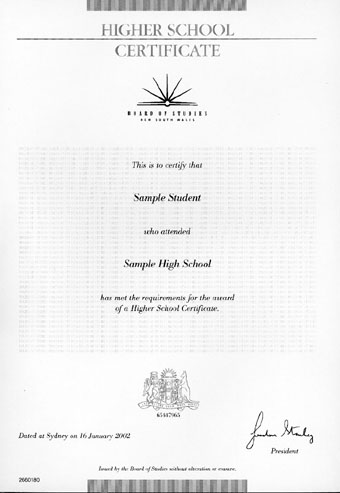 HIGHER SCHOOL
CERTIFICATE
BOARD OF STUDIES
NEW SOUTH WALES
This is to certify that
Sample Student
who attended
Sample High School
has met the requirements for the award
of a Higher School Certificate.
65487065
Dated at Sydney on 16 January 2002
President
Issued by the Board of Studies without alteration or erasure.
2660180